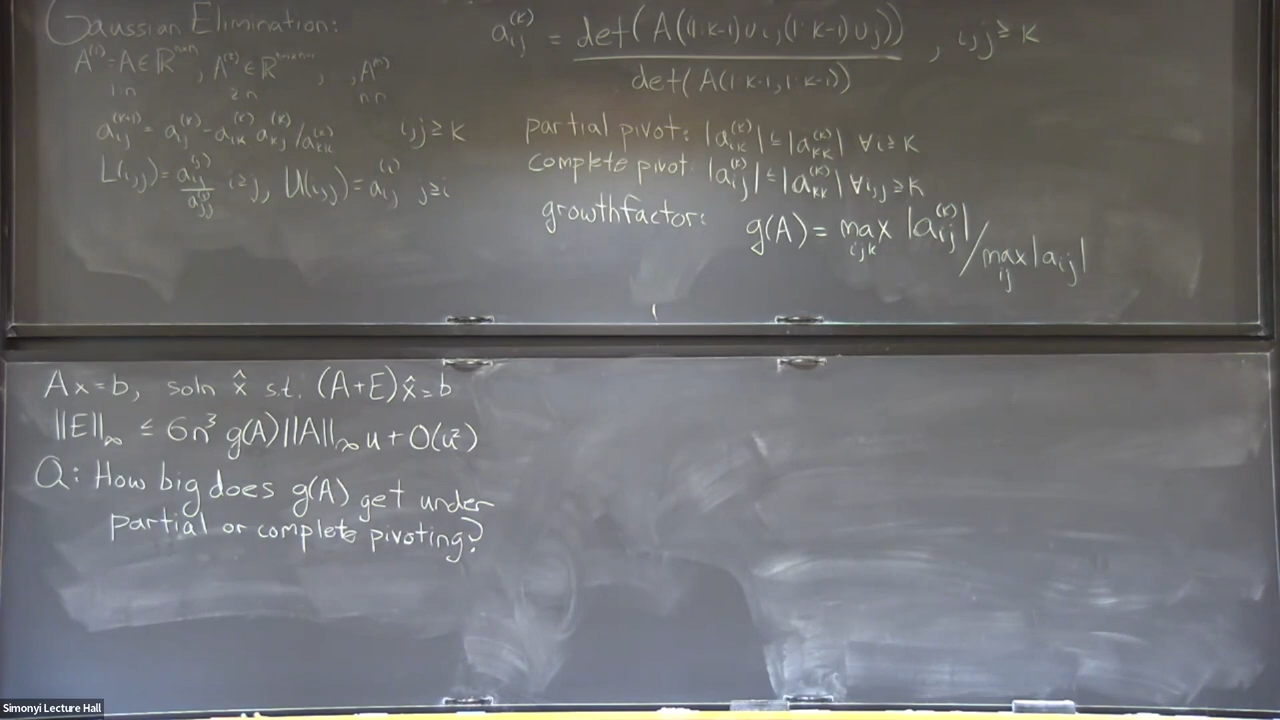 Gaussian Elimination:
A^(1)=A∈ℝ^n×n, A^(2)∈ℝ^n-1×n-1, , A^(n)
1:n 2:n n:n
a_ij^(k+1) = a_ij^(k) - a_ik^(k) a_kj^(k) / a_kk^(k) i,j≥k
L(i,j) = a_ij^(j) / a_jj^(j) i≥j, U(i,j) = a_ij^(i) j≥i
a_ij^(k) = det(A((1:k-1)∪i,(1:k-1)∪j)) / det(A(1:k-1,1:k-1)) , i,j≥k
partial pivot: |a_ik^(k)| ≤ |a_kk^(k)| ∀i≥k
complete pivot: |a_ij^(k)| ≤ |a_kk^(k)| ∀i,j≥k
growth factor: g(A) = max_ijk |a_ij^(k)| / max_ij |a_ij|
Ax=b, soln x̂ s.t. (A+E)x̂=b
||E||_∞ ≤ 6n³ g(A)||A||_∞ u + O(u²)
Q: How big does g(A) get under
partial or complete pivoting?
Simonyi Lecture Hall